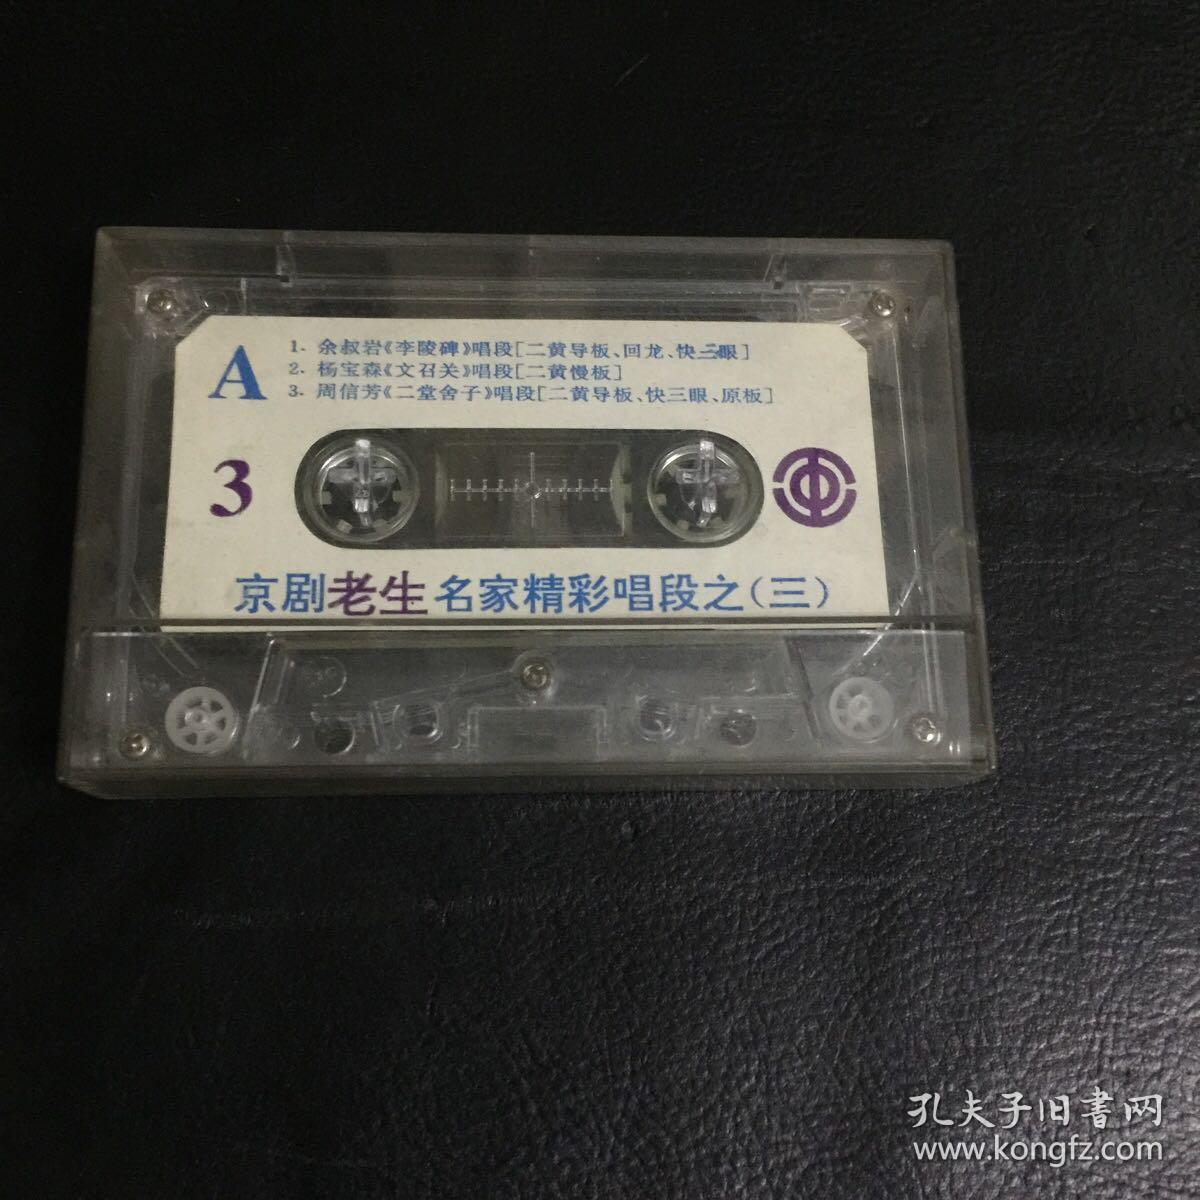 A
1. 余叔岩《李陵碑》唱段[二黄导板、回龙、快三眼]
2. 杨宝森《文召关》唱段[二黄慢板]
3. 周信芳《二堂舍子》唱段[二黄导板、快三眼、原板]
3
京剧老生名家精彩唱段之(三)
孔夫子旧書网
www.kongfz.com